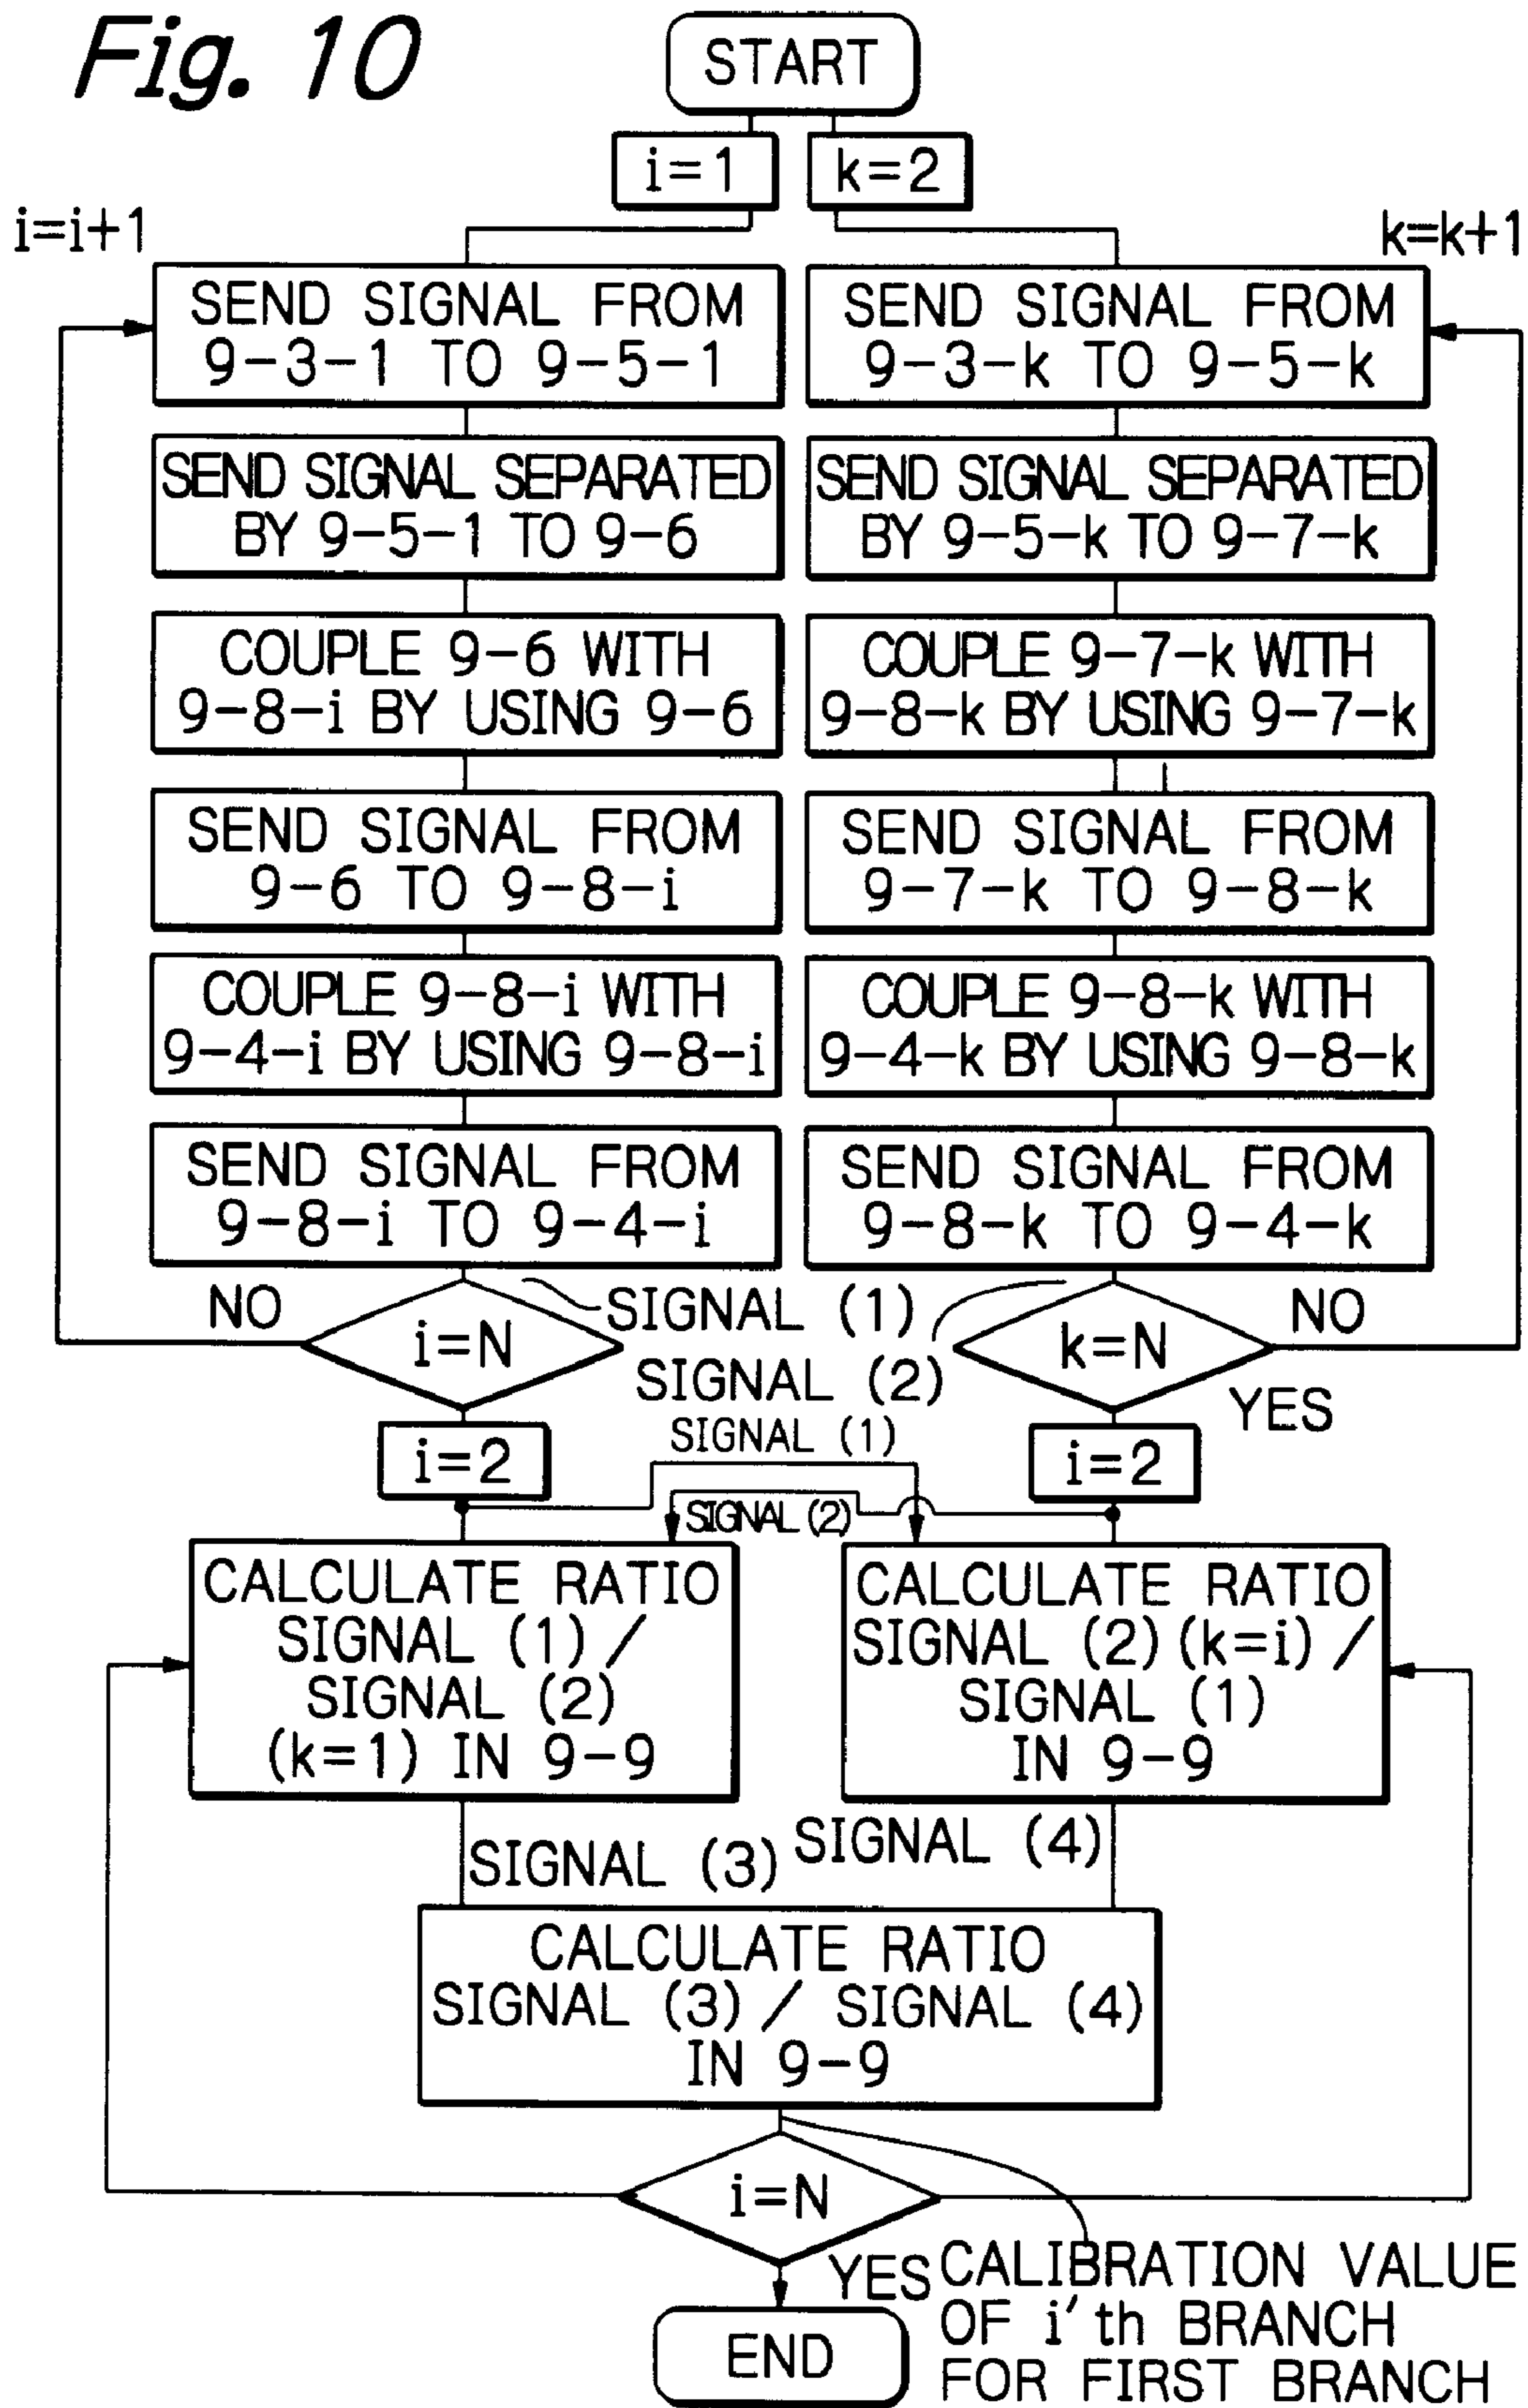 Fig. 10
START
i=1
k=2
i=i+1
k=k+1
SEND SIGNAL FROM
9-3-1 TO 9-5-1
SEND SIGNAL FROM
9-3-k TO 9-5-k
SEND SIGNAL SEPARATED
BY 9-5-1 TO 9-6
SEND SIGNAL SEPARATED
BY 9-5-k TO 9-7-k
COUPLE 9-6 WITH
9-8-i BY USING 9-6
COUPLE 9-7-k WITH
9-8-k BY USING 9-7-k
SEND SIGNAL FROM
9-6 TO 9-8-i
SEND SIGNAL FROM
9-7-k TO 9-8-k
COUPLE 9-8-i WITH
9-4-i BY USING 9-8-i
COUPLE 9-8-k WITH
9-4-k BY USING 9-8-k
SEND SIGNAL FROM
9-8-i TO 9-4-i
SEND SIGNAL FROM
9-8-k TO 9-4-k
NO
i=N
SIGNAL (1)
SIGNAL (2)
k=N
NO
YES
SIGNAL (1)
i=2
i=2
SIGNAL (2)
CALCULATE RATIO
SIGNAL (1) /
SIGNAL (2)
(k=1) IN 9-9
CALCULATE RATIO
SIGNAL (2) (k=i) /
SIGNAL (1)
IN 9-9
SIGNAL (3)
SIGNAL (4)
CALCULATE RATIO
SIGNAL (3) / SIGNAL (4)
IN 9-9
i=N
YES
END
CALIBRATION VALUE
OF i'th BRANCH
FOR FIRST BRANCH